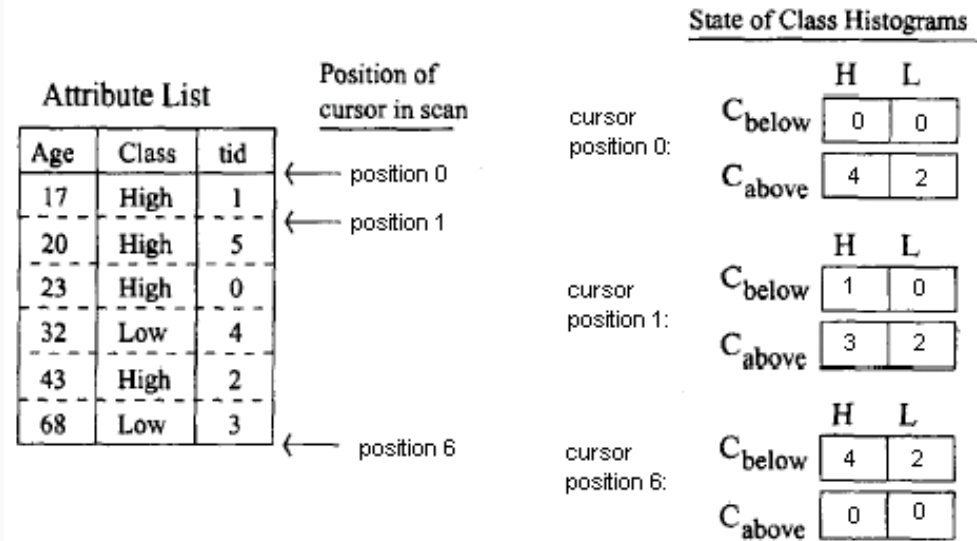 State of Class Histograms
Attribute List
Position of
cursor in scan
Age Class tid
17 High 1
20 High 5
23 High 0
32 Low 4
43 High 2
68 Low 3
position 0
position 1
position 6
cursor
position 0:
H L
Cbelow 0 0
Cabove 4 2
cursor
position 1:
H L
Cbelow 1 0
Cabove 3 2
cursor
position 6:
H L
Cbelow 4 2
Cabove 0 0